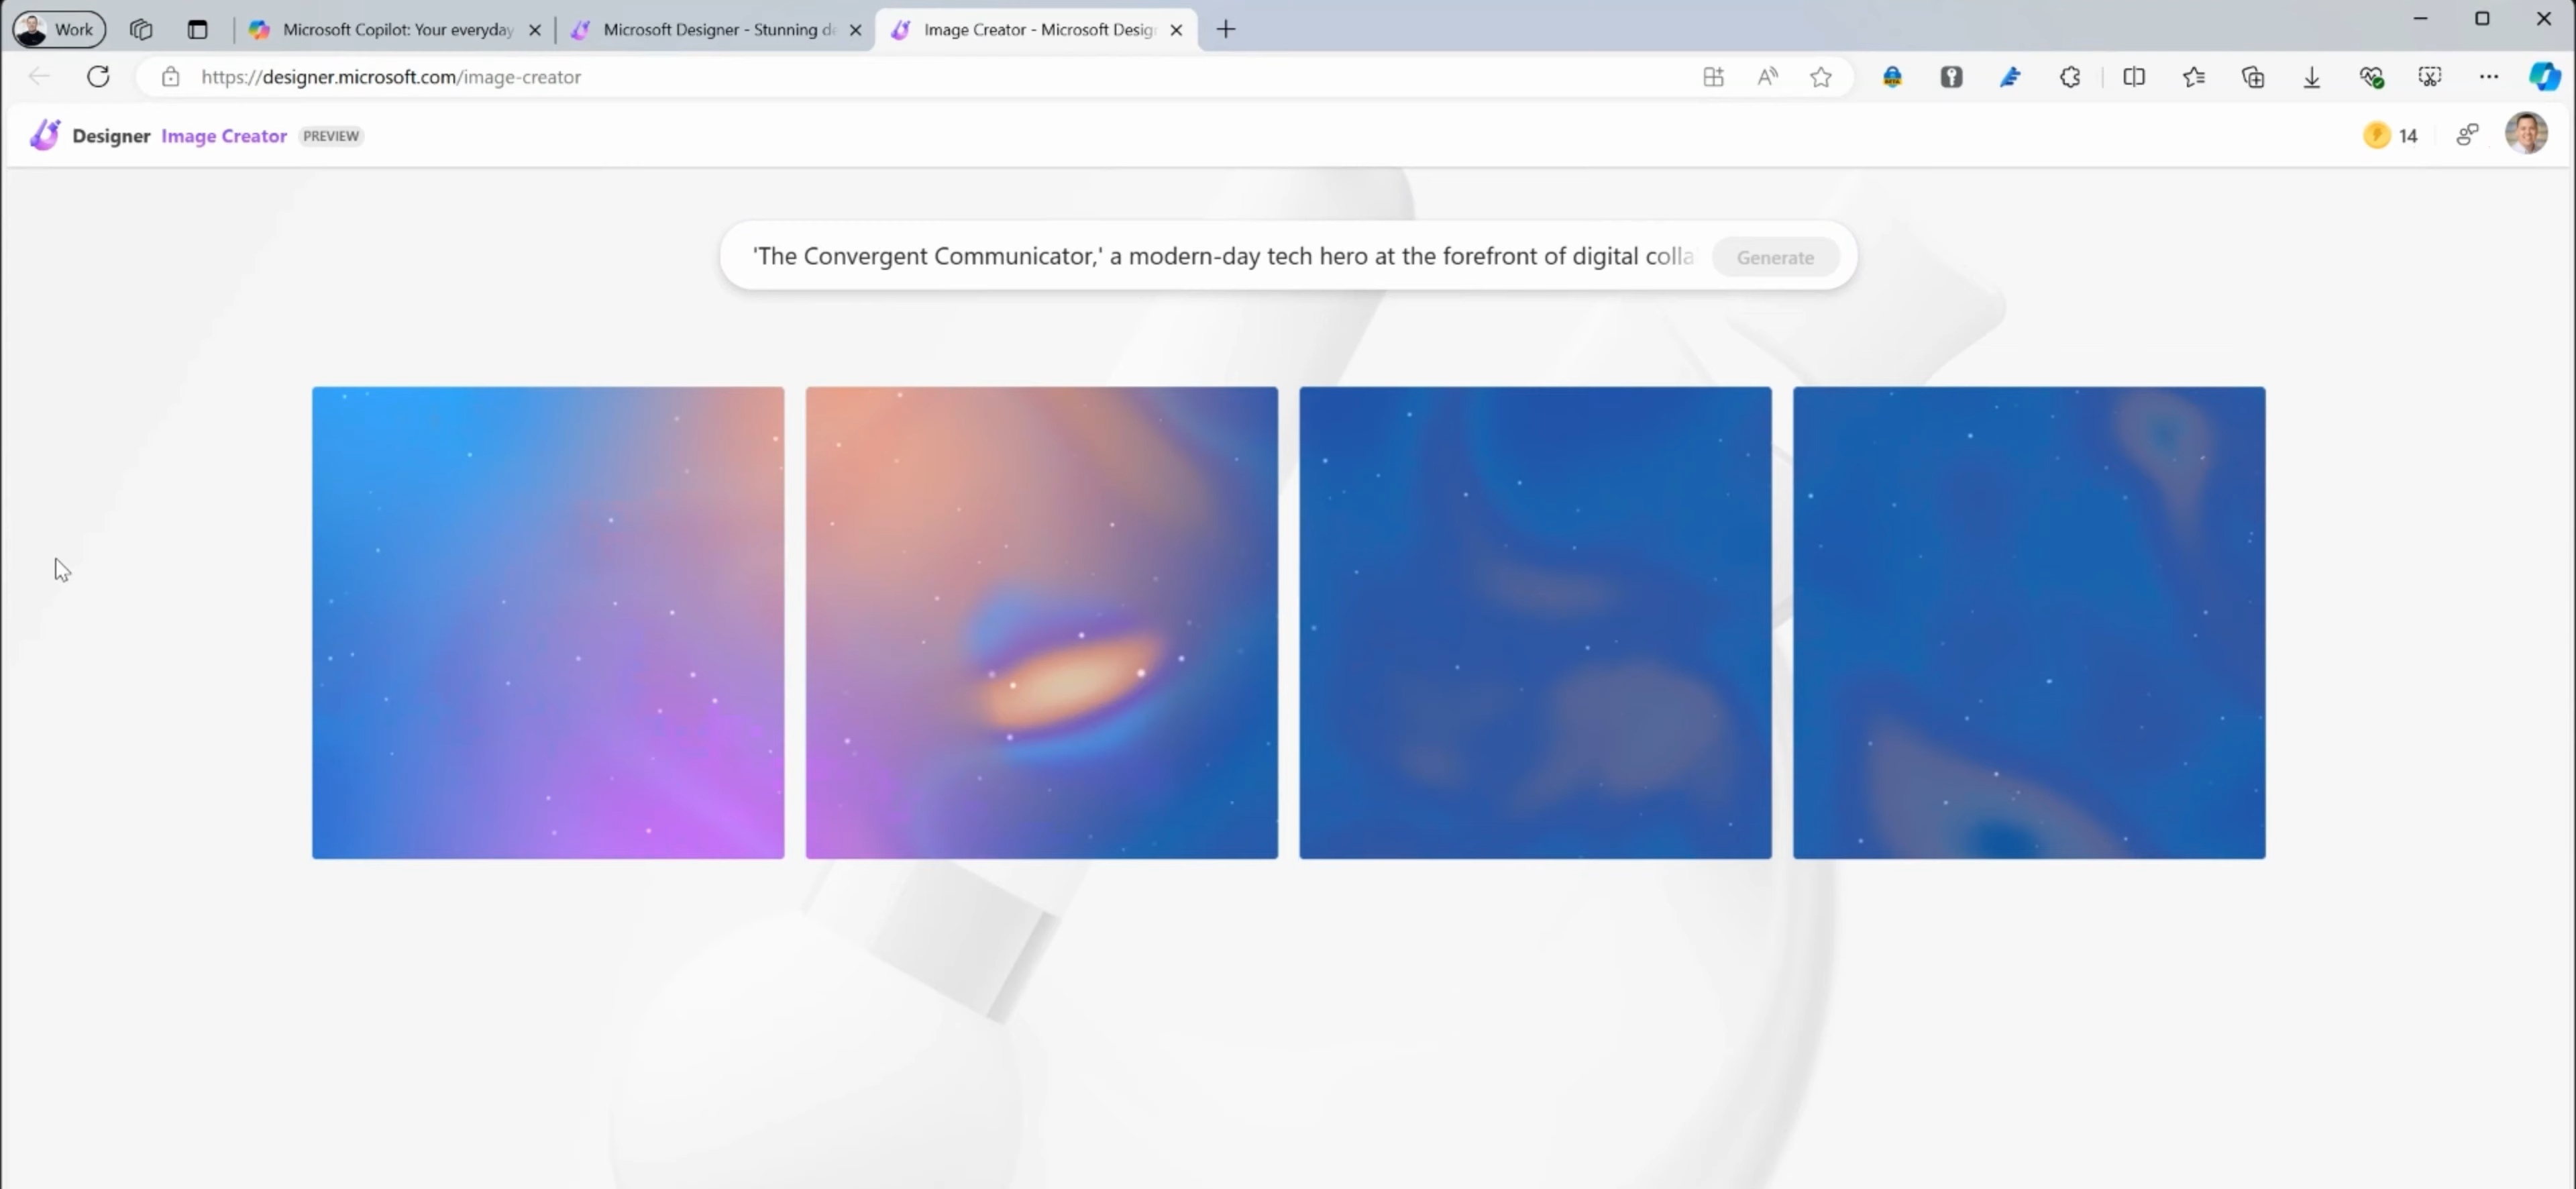 Work
Microsoft Copilot: Your everyday
Microsoft Designer - Stunning de
Image Creator - Microsoft Desig
https://designer.microsoft.com/image-creator
Designer Image Creator PREVIEW
14
'The Convergent Communicator,' a modern-day tech hero at the forefront of digital colla
Generate